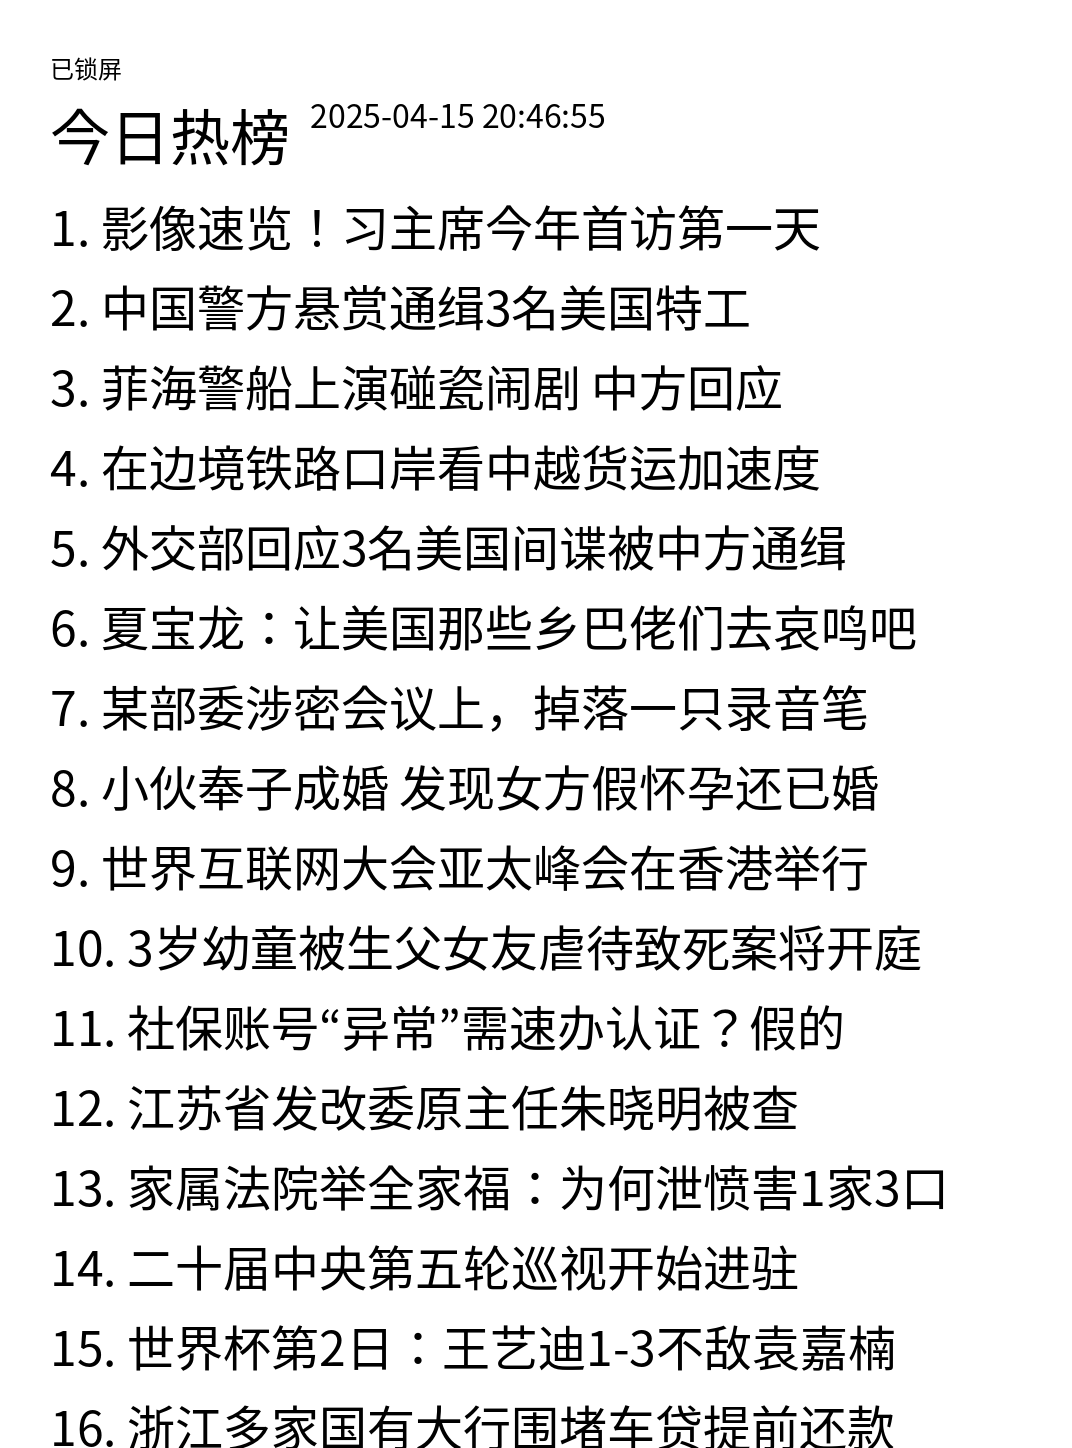 已锁屏
今日热榜 2025-04-15 20:46:55
1. 影像速览！习主席今年首访第一天
2. 中国警方悬赏通缉3名美国特工
3. 菲海警船上演碰瓷闹剧 中方回应
4. 在边境铁路口岸看中越货运加速度
5. 外交部回应3名美国间谍被中方通缉
6. 夏宝龙：让美国那些乡巴佬们去哀鸣吧
7. 某部委涉密会议上，掉落一只录音笔
8. 小伙奉子成婚 发现女方假怀孕还已婚
9. 世界互联网大会亚太峰会在香港举行
10. 3岁幼童被生父女友虐待致死案将开庭
11. 社保账号“异常”需速办认证？假的
12. 江苏省发改委原主任朱晓明被查
13. 家属法院举全家福：为何泄愤害1家3口
14. 二十届中央第五轮巡视开始进驻
15. 世界杯第2日：王艺迪1-3不敌袁嘉楠
16. 浙江多家国有大行围堵车贷提前还款